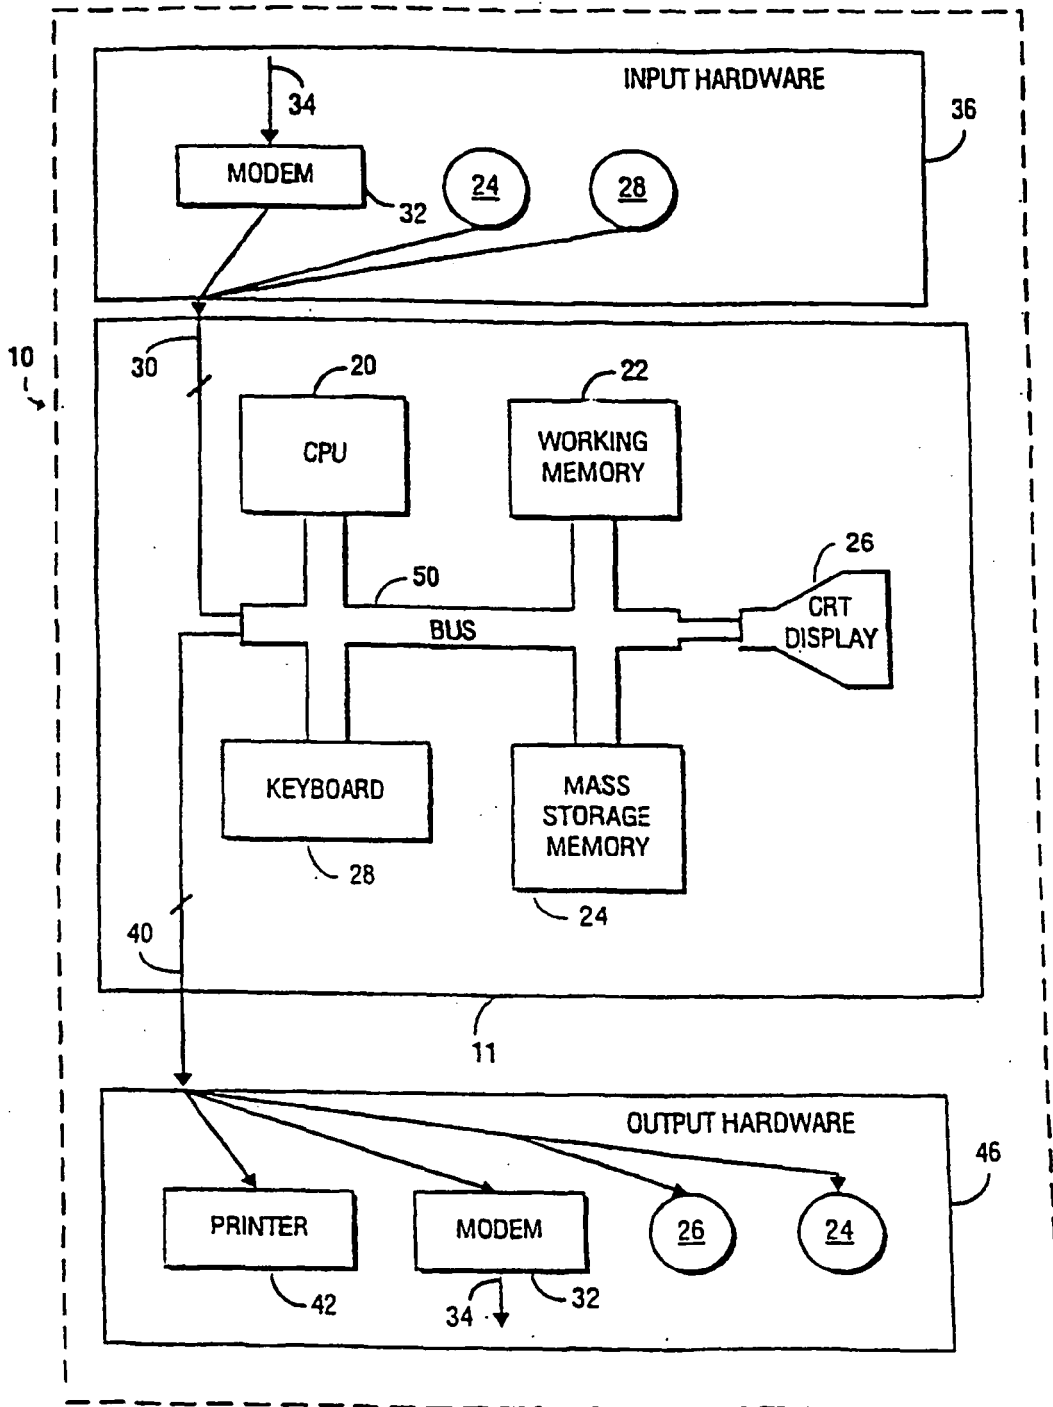 INPUT HARDWARE
34
36
MODEM
32
24
28
10
30
20
22
CPU
WORKING
MEMORY
50
26
BUS
CRT
DISPLAY
KEYBOARD
28
MASS
STORAGE
MEMORY
24
40
11
OUTPUT HARDWARE
46
PRINTER
42
MODEM
34
32
26
24